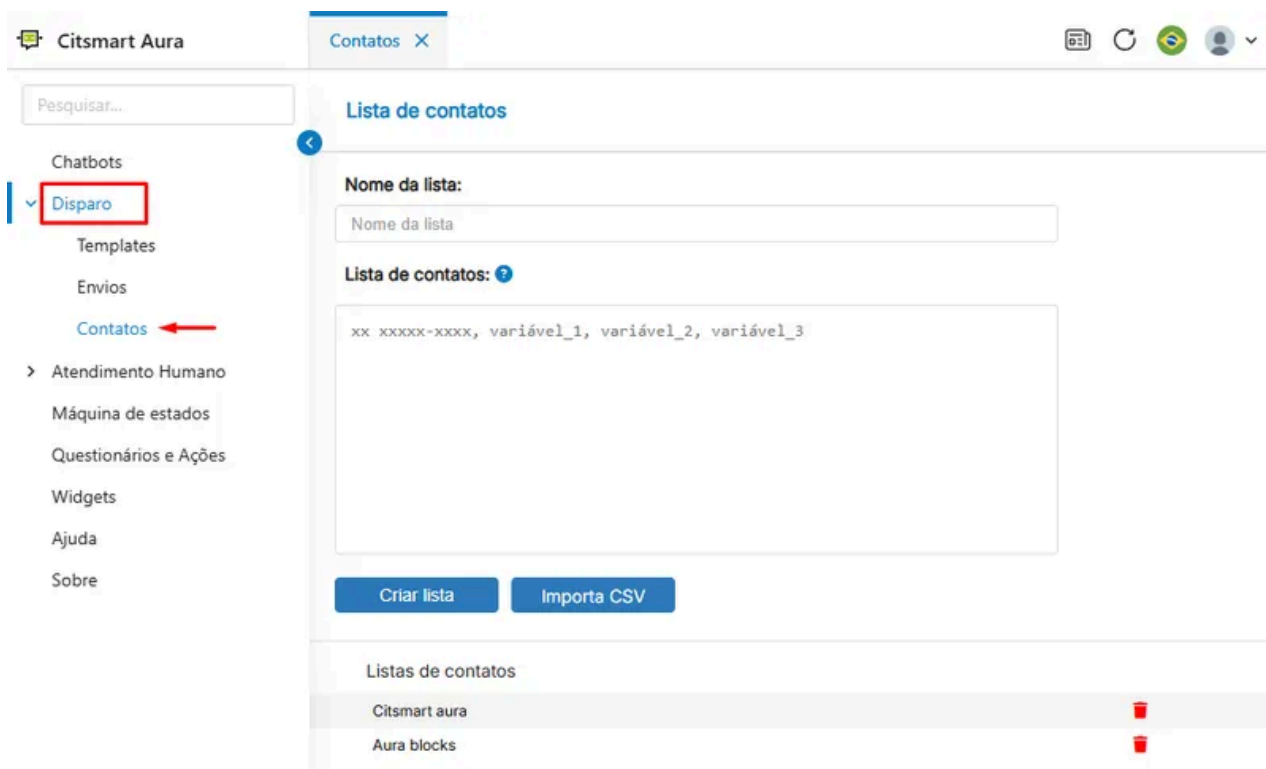 Citsmart Aura
Contatos
Pesquisar...
Chatbots
Disparo
Templates
Envios
Contatos
Atendimento Humano
Máquina de estados
Questionários e Ações
Widgets
Ajuda
Sobre
Lista de contatos
Nome da lista:
Nome da lista
Lista de contatos: ?
xx xxxxx-xxxx, variável_1, variável_2, variável_3
Criar lista
Importa CSV
Listas de contatos
Citsmart aura
Aura blocks